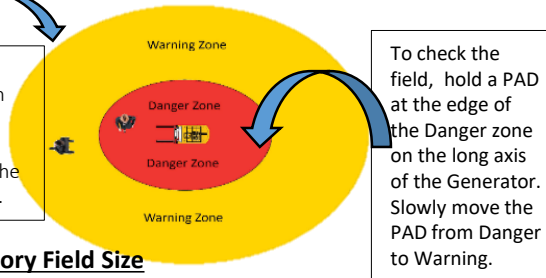 Warning Zone
Danger Zone
Danger Zone
Warning Zone
To check the
field, hold a PAD
at the edge of
the Danger zone
on the long axis
of the Generator.
Slowly move the
PAD from Danger
to Warning.
ory Field Size